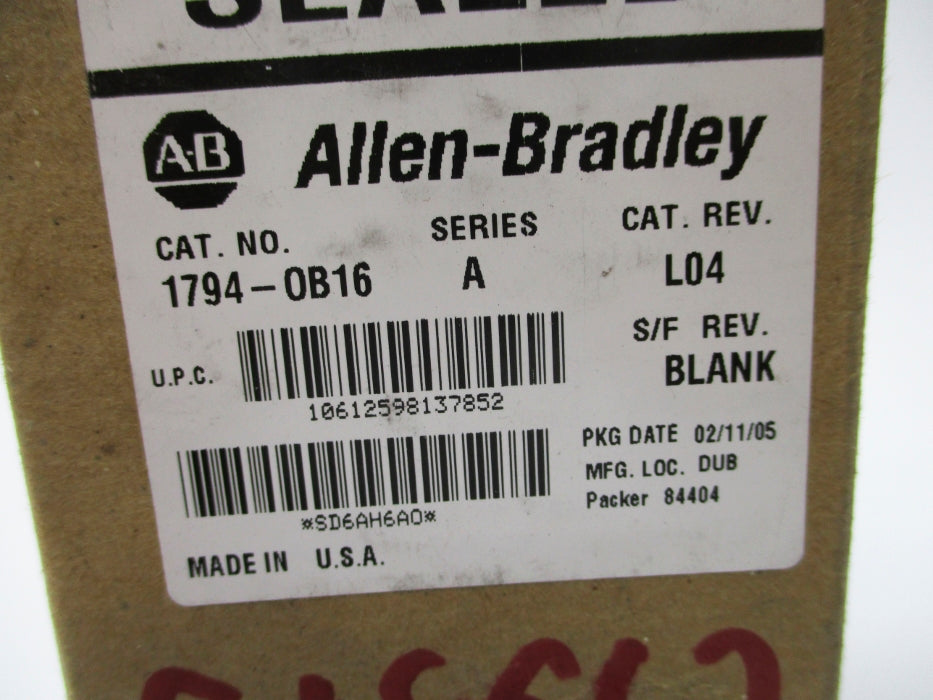 A-B Allen-Bradley
CAT. NO. SERIES CAT. REV.
1794-OB16 A L04
S/F REV.
BLANK
U.P.C.
10612598137852
PKG DATE 02/11/05
MFG. LOC. DUB
Packer 84404
*SD6AH6AO*
MADE IN U.S.A.